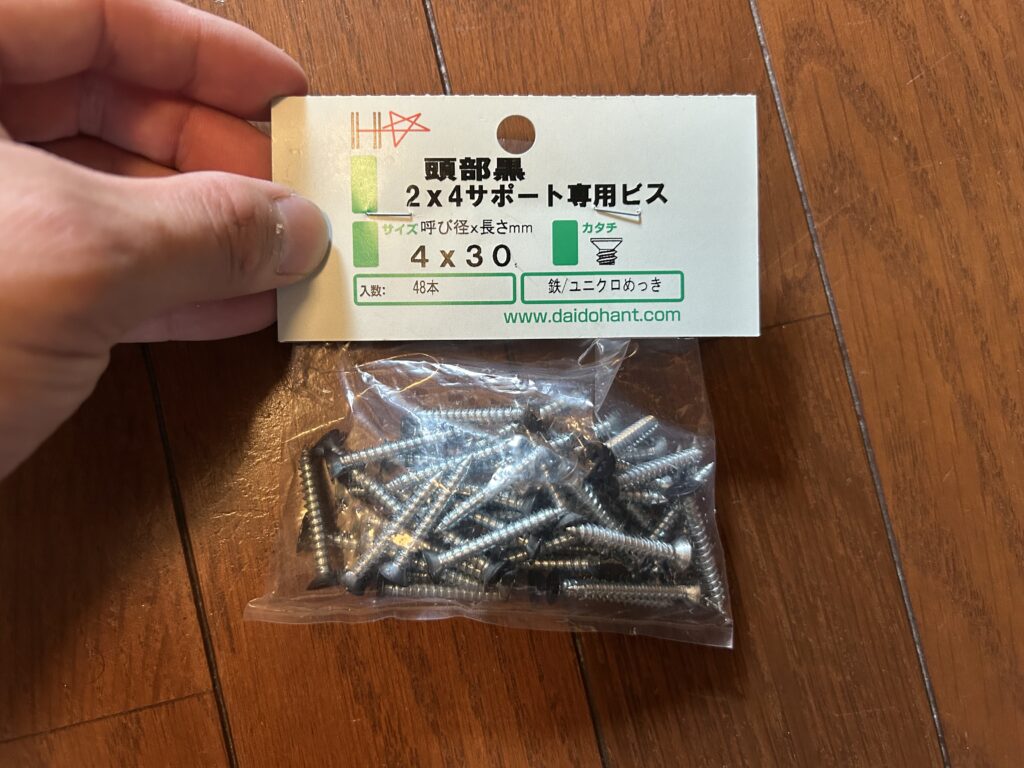 頭部黒
2x4サポート専用ビス
サイズ 呼び径x長さmm
4x30
カタチ
入数: 48本
鉄/ユニクロめっき
www.daidohant.com